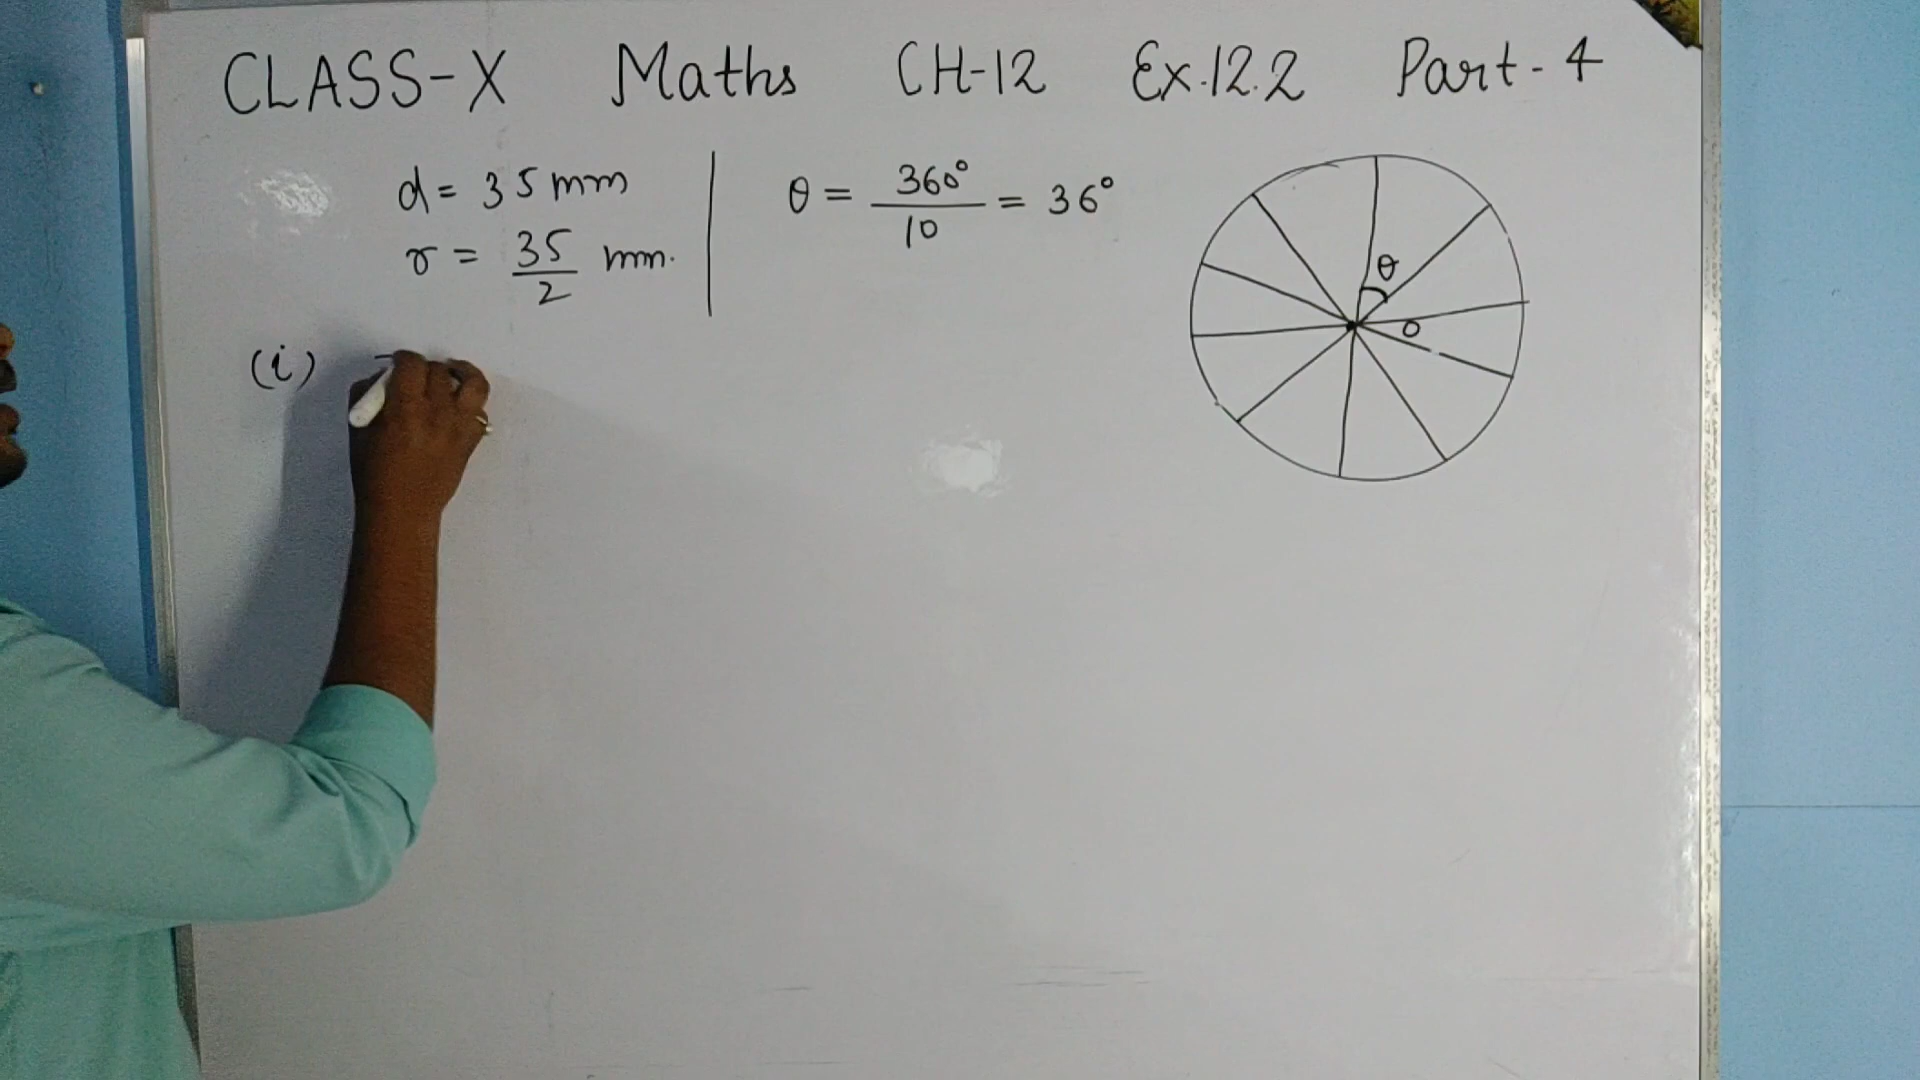 CLASS-X Maths CH-12 Ex.12.2 Part-4
d = 35 mm
r = 35/2 mm.
θ = 360°/10 = 36°
θ
O
(i)